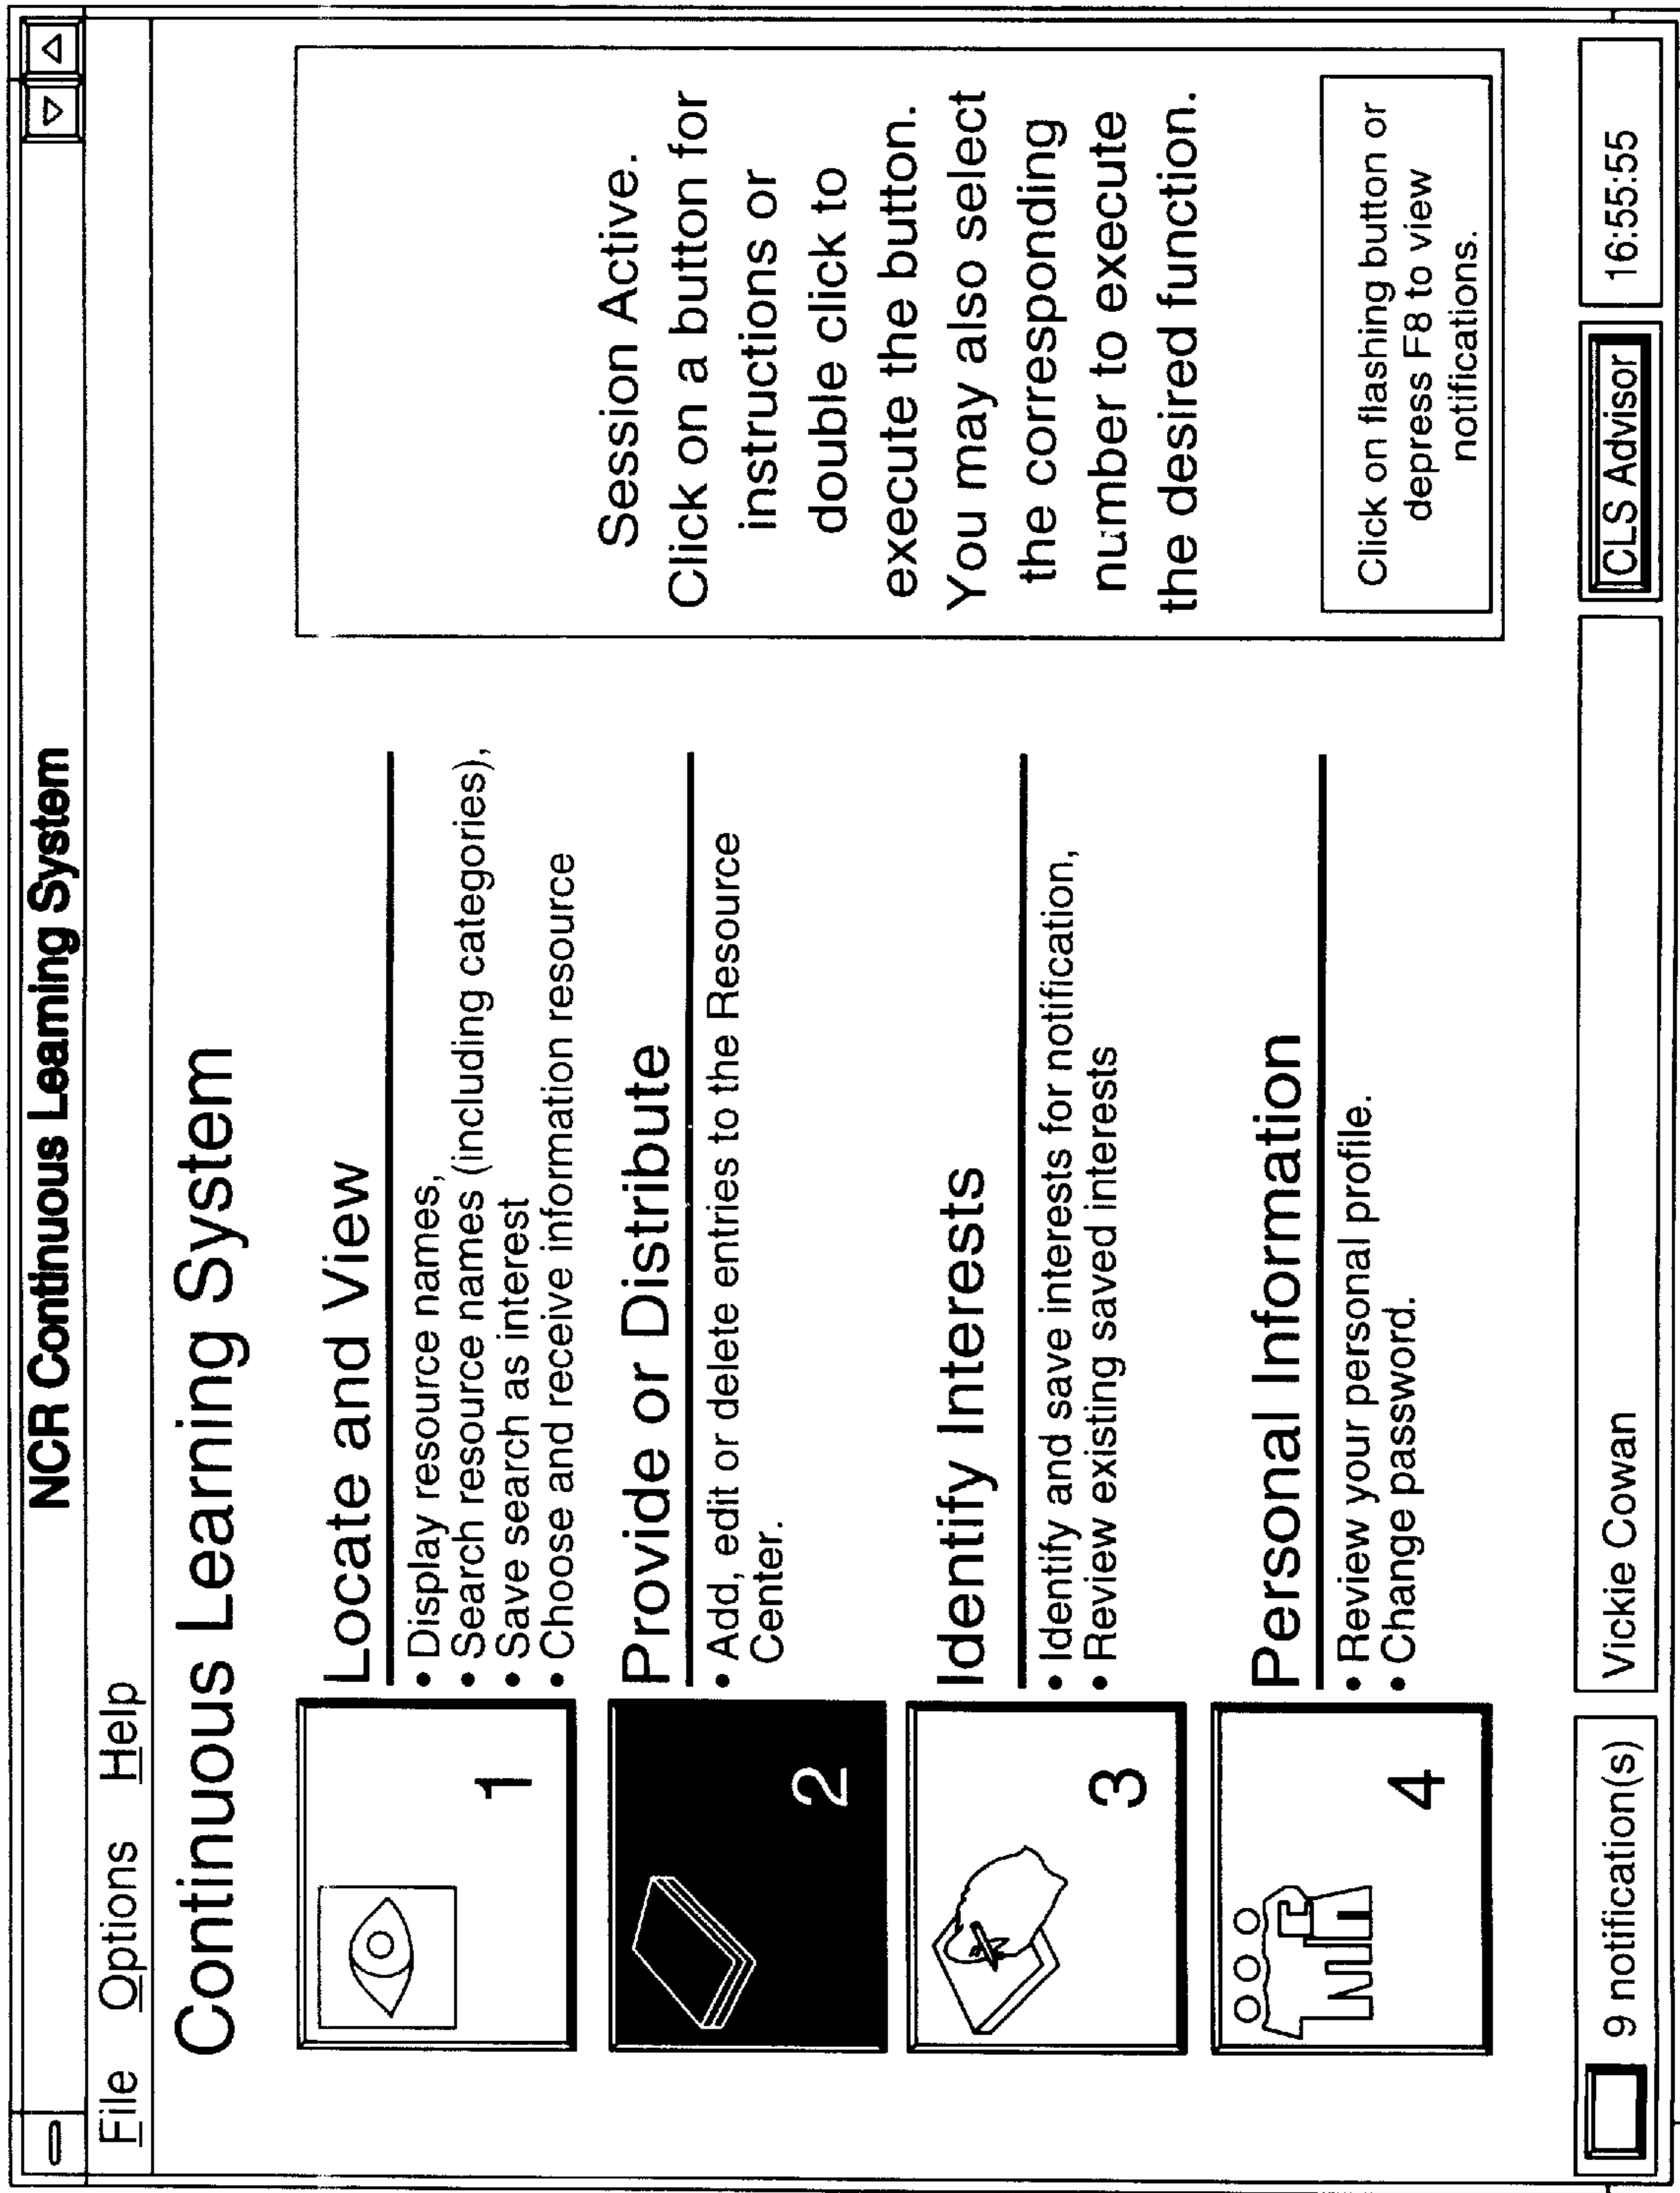 NCR Continuous Learning System
File Options Help
Continuous Learning System
1
Locate and View
• Display resource names,
• Search resource names (including categories),
• Save search as interest
• Choose and receive information resource
2
Provide or Distribute
• Add, edit or delete entries to the Resource
Center.
3
Identify Interests
• Identify and save interests for notification,
• Review existing saved interests
4
Personal Information
• Review your personal profile.
• Change password.
Session Active.
Click on a button for
instructions or
double click to
execute the button.
You may also select
the corresponding
number to execute
the desired function.
Click on flashing button or
depress F8 to view
notifications.
9 notification(s)
Vickie Cowan
CLS Advisor
16:55:55